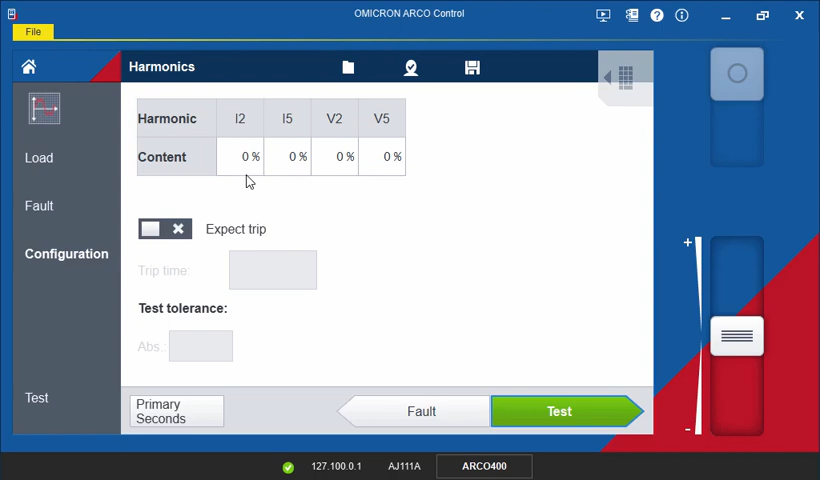 OMICRON ARCO Control
File
Harmonics
Load
Fault
Configuration
Test
Harmonic I2 I5 V2 V5
Content 0 % 0 % 0 % 0 %
Expect trip
Trip time:
Test tolerance:
Abs.:
Primary
Seconds
Fault
Test
+
-
127.100.0.1 AJ111A ARCO400